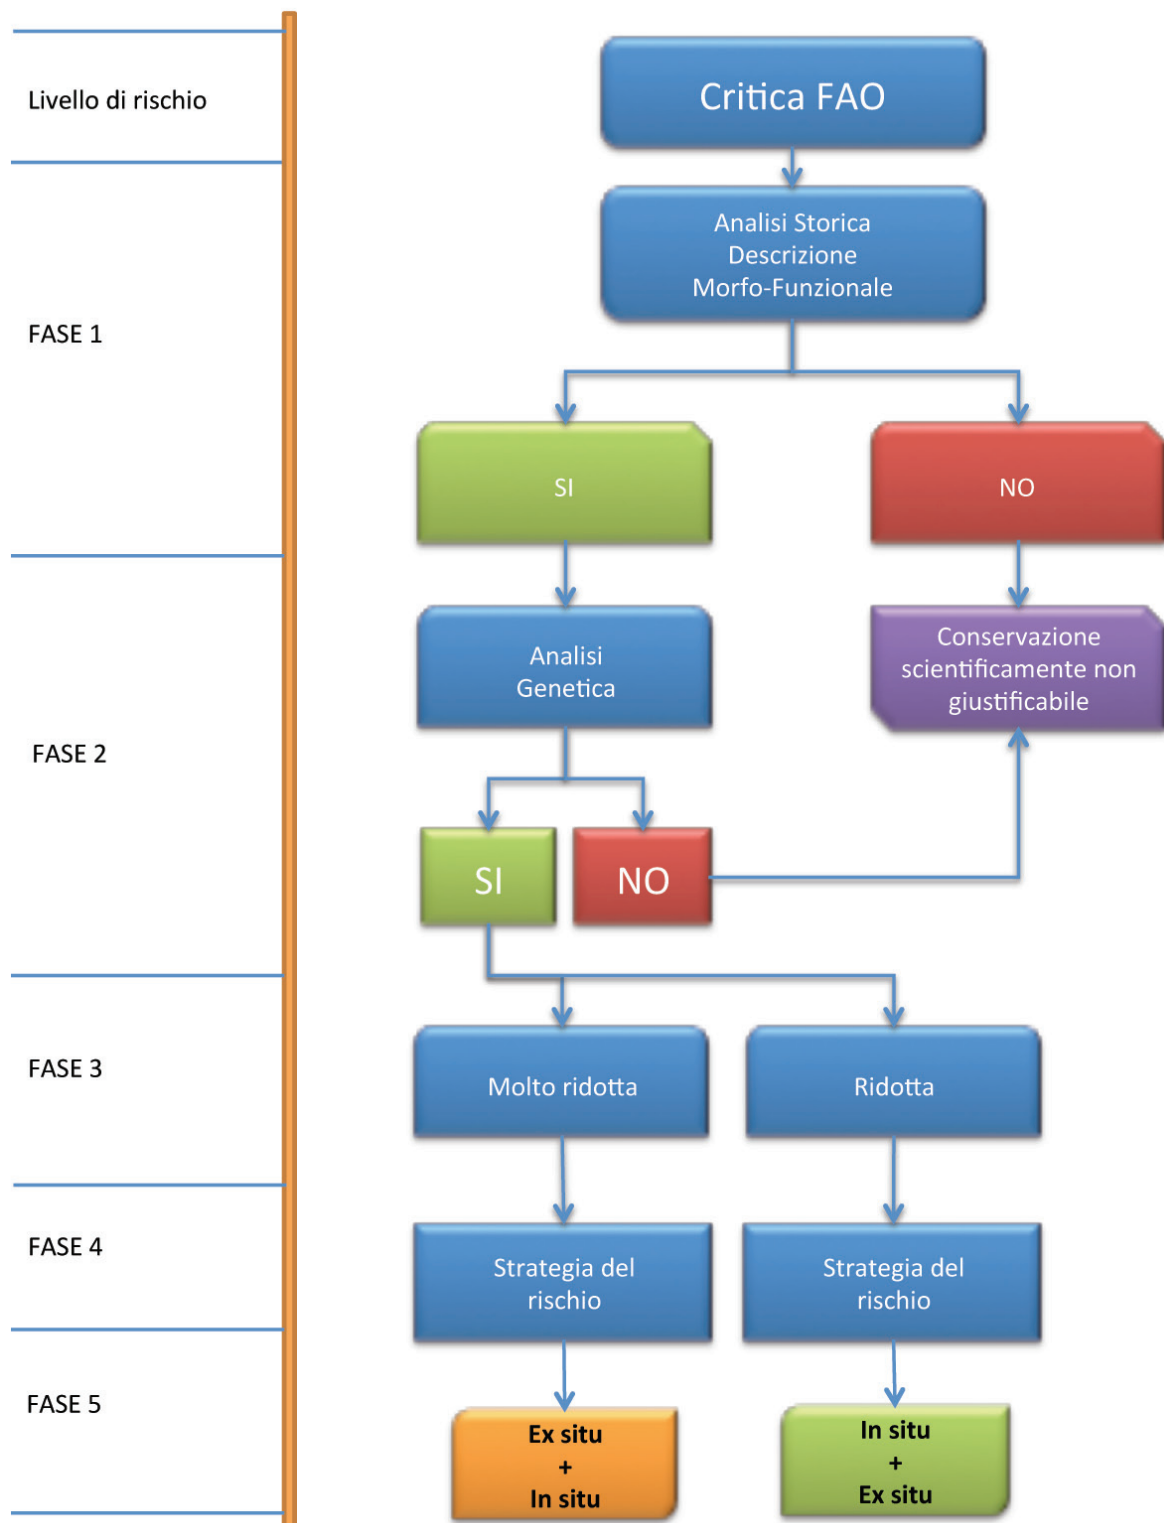 Livello di rischio
Critica FAO
Analisi Storica
Descrizione
Morfo-Funzionale
FASE 1
SI
NO
Analisi
Genetica
Conservazione
scientificamente non
giustificabile
FASE 2
SI
NO
FASE 3
Molto ridotta
Ridotta
FASE 4
Strategia del
rischio
Strategia del
rischio
FASE 5
Ex situ
+
In situ
In situ
+
Ex situ